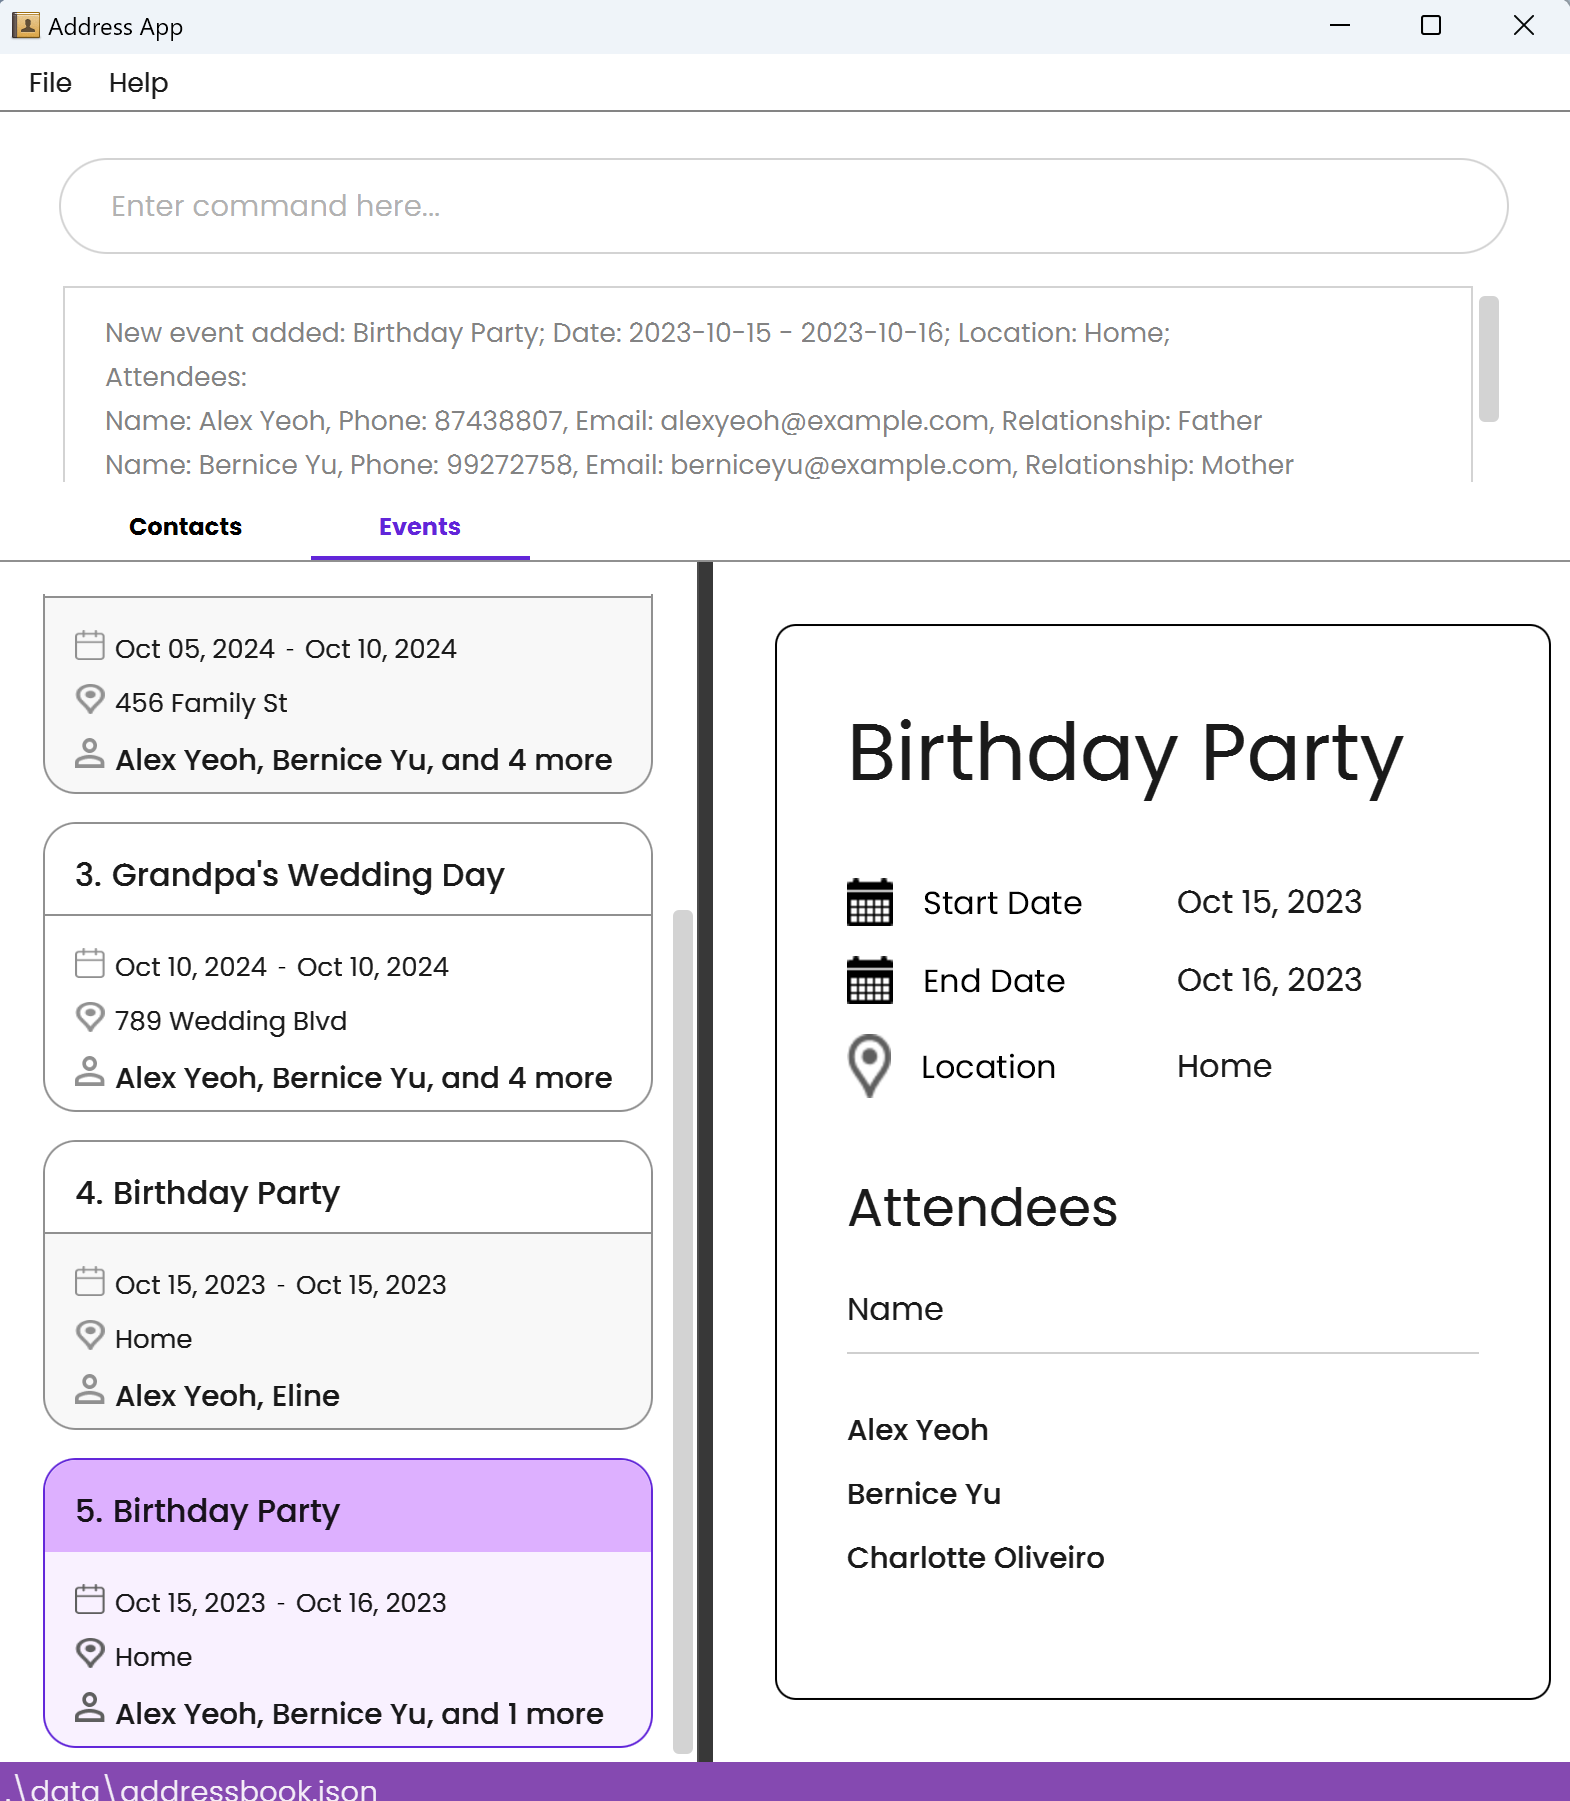 Address App
File Help
Enter command here...
New event added: Birthday Party; Date: 2023-10-15 - 2023-10-16; Location: Home;
Attendees:
Name: Alex Yeoh, Phone: 87438807, Email: alexyeoh@example.com, Relationship: Father
Name: Bernice Yu, Phone: 99272758, Email: berniceyu@example.com, Relationship: Mother
Contacts Events
Oct 05, 2024 - Oct 10, 2024
456 Family St
Alex Yeoh, Bernice Yu, and 4 more
3. Grandpa's Wedding Day
Oct 10, 2024 - Oct 10, 2024
789 Wedding Blvd
Alex Yeoh, Bernice Yu, and 4 more
4. Birthday Party
Oct 15, 2023 - Oct 15, 2023
Home
Alex Yeoh, Eline
5. Birthday Party
Oct 15, 2023 - Oct 16, 2023
Home
Alex Yeoh, Bernice Yu, and 1 more
Birthday Party
Start Date Oct 15, 2023
End Date Oct 16, 2023
Location Home
Attendees
Name
Alex Yeoh
Bernice Yu
Charlotte Oliveiro
.\data\addressbook.json